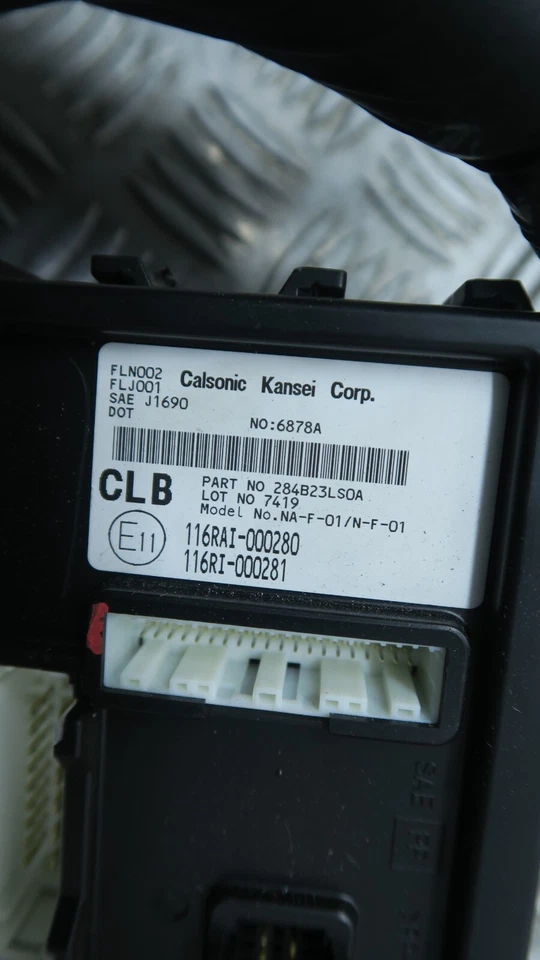 FLN002
FLJ001 Calsonic Kansei Corp.
SAE J1690
DOT NO:6878A
CLB PART NO 284B23LS0A
LOT NO 7419
Model No.NA-F-01/N-F-01
E11 116RAI-000280
116RI-000281
SAE